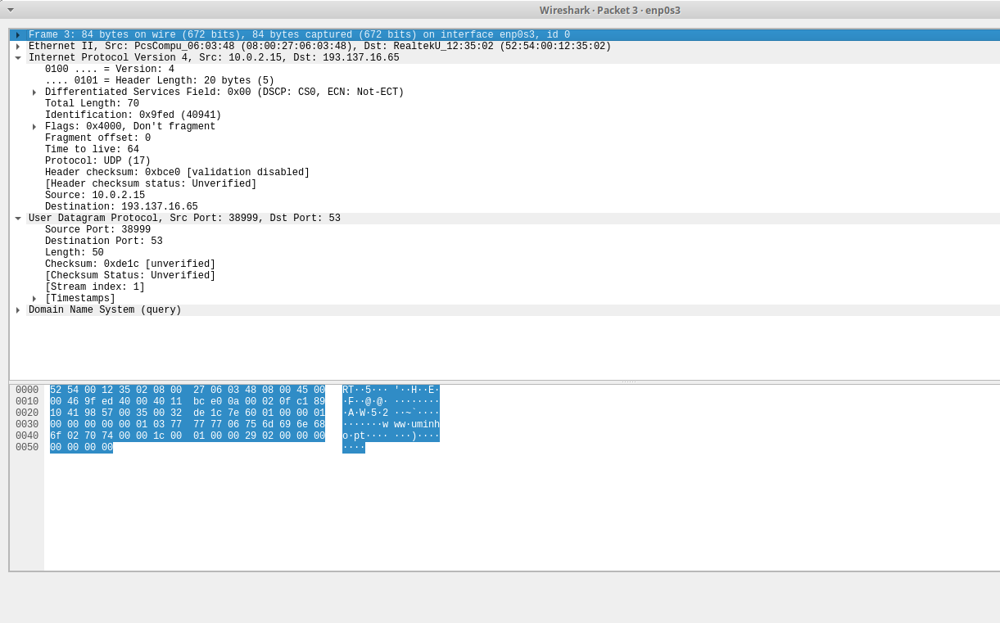 Wireshark · Packet 3 · enp0s3
Frame 3: 84 bytes on wire (672 bits), 84 bytes captured (672 bits) on interface enp0s3, id 0
Ethernet II, Src: PcsCompu_06:03:48 (08:00:27:06:03:48), Dst: RealtekU_12:35:02 (52:54:00:12:35:02)
Internet Protocol Version 4, Src: 10.0.2.15, Dst: 193.137.16.65
0100 .... = Version: 4
.... 0101 = Header Length: 20 bytes (5)
Differentiated Services Field: 0x00 (DSCP: CS0, ECN: Not-ECT)
Total Length: 70
Identification: 0x9fed (40941)
Flags: 0x4000, Don't fragment
Fragment offset: 0
Time to live: 64
Protocol: UDP (17)
Header checksum: 0xbce0 [validation disabled]
[Header checksum status: Unverified]
Source: 10.0.2.15
Destination: 193.137.16.65
User Datagram Protocol, Src Port: 38999, Dst Port: 53
Source Port: 38999
Destination Port: 53
Length: 50
Checksum: 0xde1c [unverified]
[Checksum Status: Unverified]
[Stream index: 1]
[Timestamps]
Domain Name System (query)
0000 52 54 00 12 35 02 08 00 27 06 03 48 08 00 45 00 RT··5··· '··H··E·
0010 00 46 9f ed 40 00 40 11 bc e0 0a 00 02 0f c1 89 ·F··@·@· ········
0020 10 41 98 57 00 35 00 32 de 1c 7e 60 01 00 00 01 ·A·W·5·2 ··~`····
0030 00 00 00 00 00 01 03 77 77 77 06 75 6d 69 6e 68 ·······w ww·uminh
0040 6f 02 70 74 00 00 1c 00 01 00 00 29 02 00 00 00 o·pt···· ···)····
0050 00 00 00 00 ····